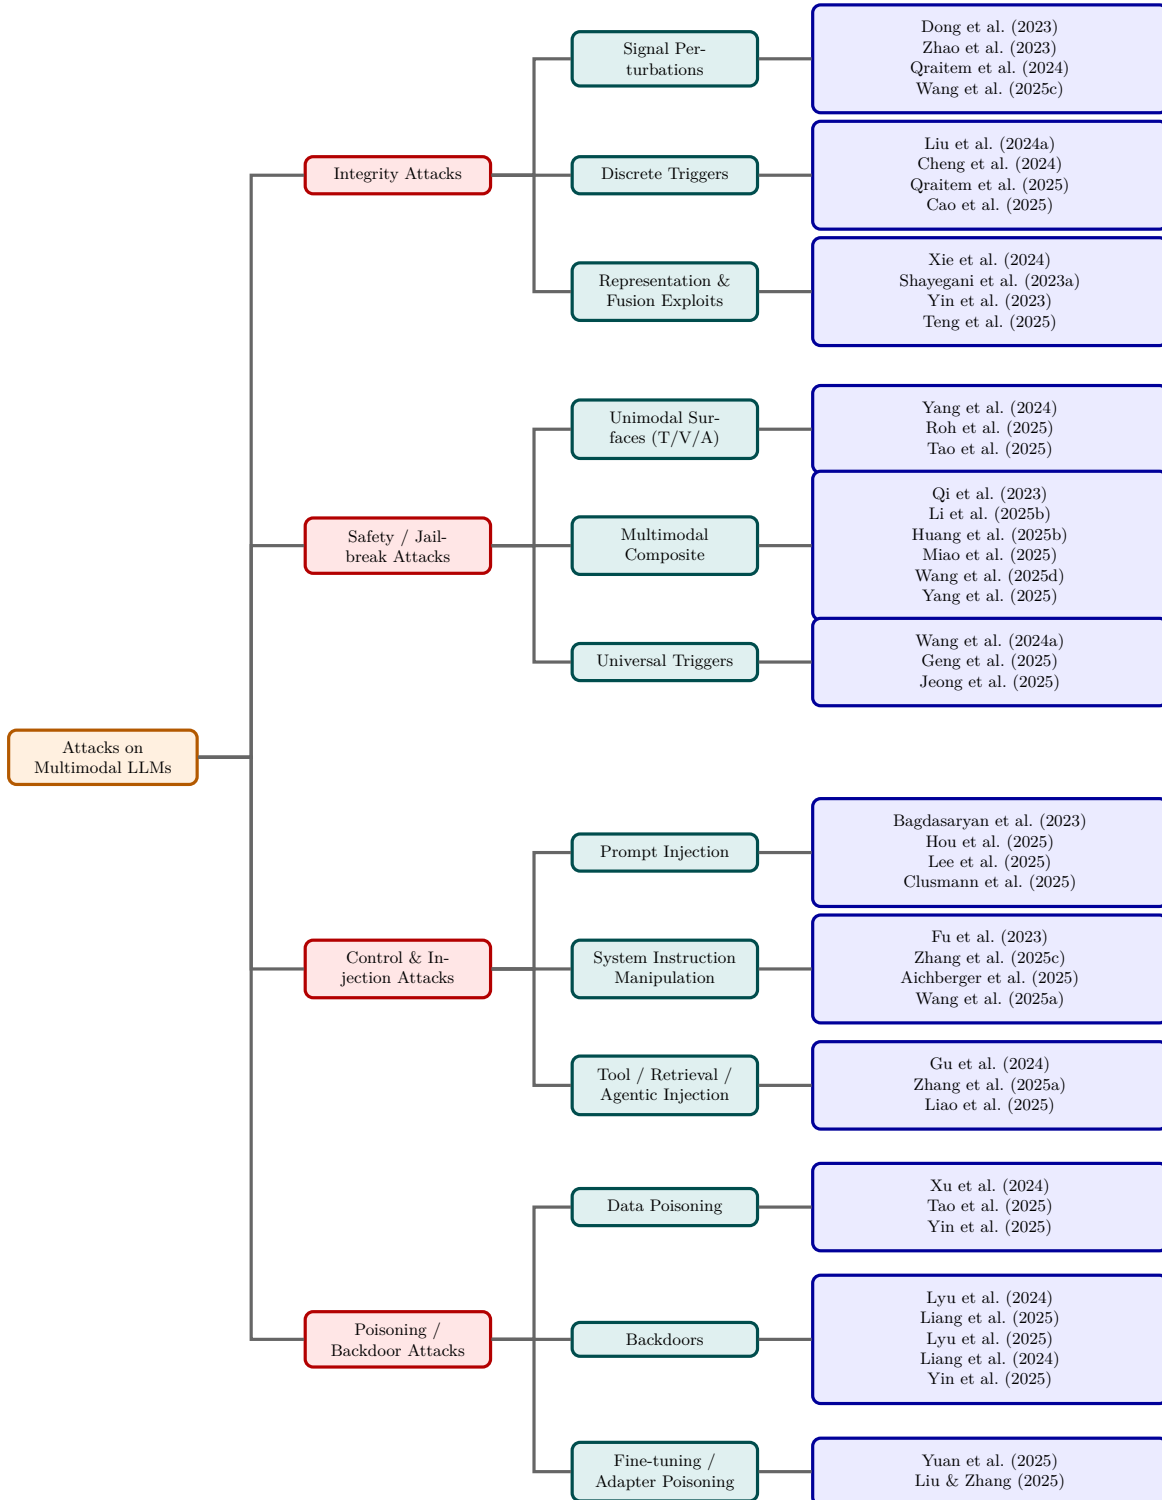 Attacks on
Multimodal LLMs
Integrity Attacks
Signal Per-
turbations
Dong et al. (2023)
Zhao et al. (2023)
Qraitem et al. (2024)
Wang et al. (2025c)
Discrete Triggers
Liu et al. (2024a)
Cheng et al. (2024)
Qraitem et al. (2025)
Cao et al. (2025)
Representation &
Fusion Exploits
Xie et al. (2024)
Shayegani et al. (2023a)
Yin et al. (2023)
Teng et al. (2025)
Safety / Jail-
break Attacks
Unimodal Sur-
faces (T/V/A)
Yang et al. (2024)
Roh et al. (2025)
Tao et al. (2025)
Multimodal
Composite
Qi et al. (2023)
Li et al. (2025b)
Huang et al. (2025b)
Miao et al. (2025)
Wang et al. (2025d)
Yang et al. (2025)
Universal Triggers
Wang et al. (2024a)
Geng et al. (2025)
Jeong et al. (2025)
Control & In-
jection Attacks
Prompt Injection
Bagdasaryan et al. (2023)
Hou et al. (2025)
Lee et al. (2025)
Clusmann et al. (2025)
System Instruction
Manipulation
Fu et al. (2023)
Zhang et al. (2025c)
Aichberger et al. (2025)
Wang et al. (2025a)
Tool / Retrieval /
Agentic Injection
Gu et al. (2024)
Zhang et al. (2025a)
Liao et al. (2025)
Poisoning /
Backdoor Attacks
Data Poisoning
Xu et al. (2024)
Tao et al. (2025)
Yin et al. (2025)
Backdoors
Lyu et al. (2024)
Liang et al. (2025)
Lyu et al. (2025)
Liang et al. (2024)
Yin et al. (2025)
Fine-tuning /
Adapter Poisoning
Yuan et al. (2025)
Liu & Zhang (2025)